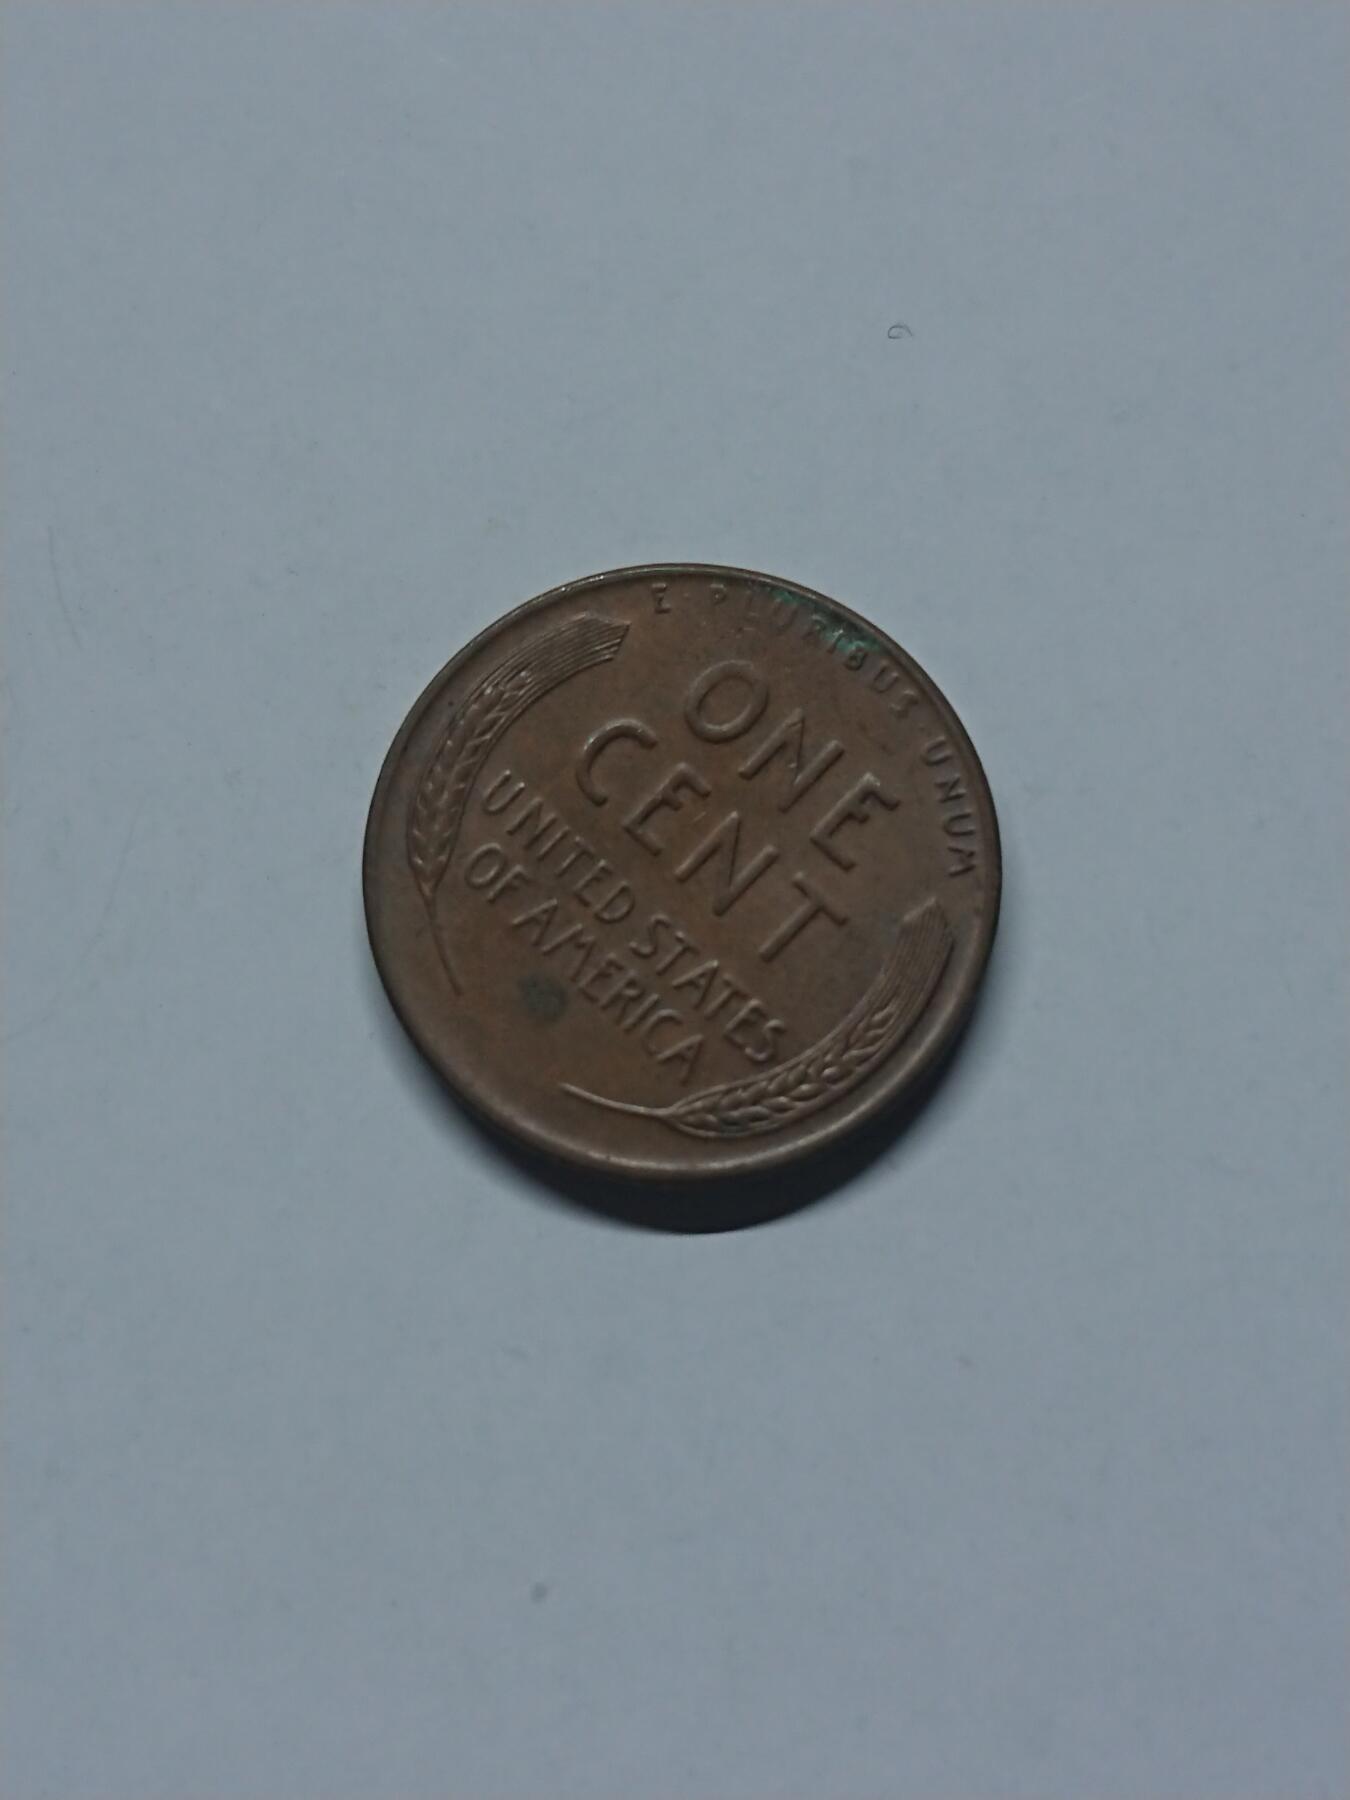 E · PLURIBUS · UNUM
ONE
CENT
UNITED STATES
OF AMERICA